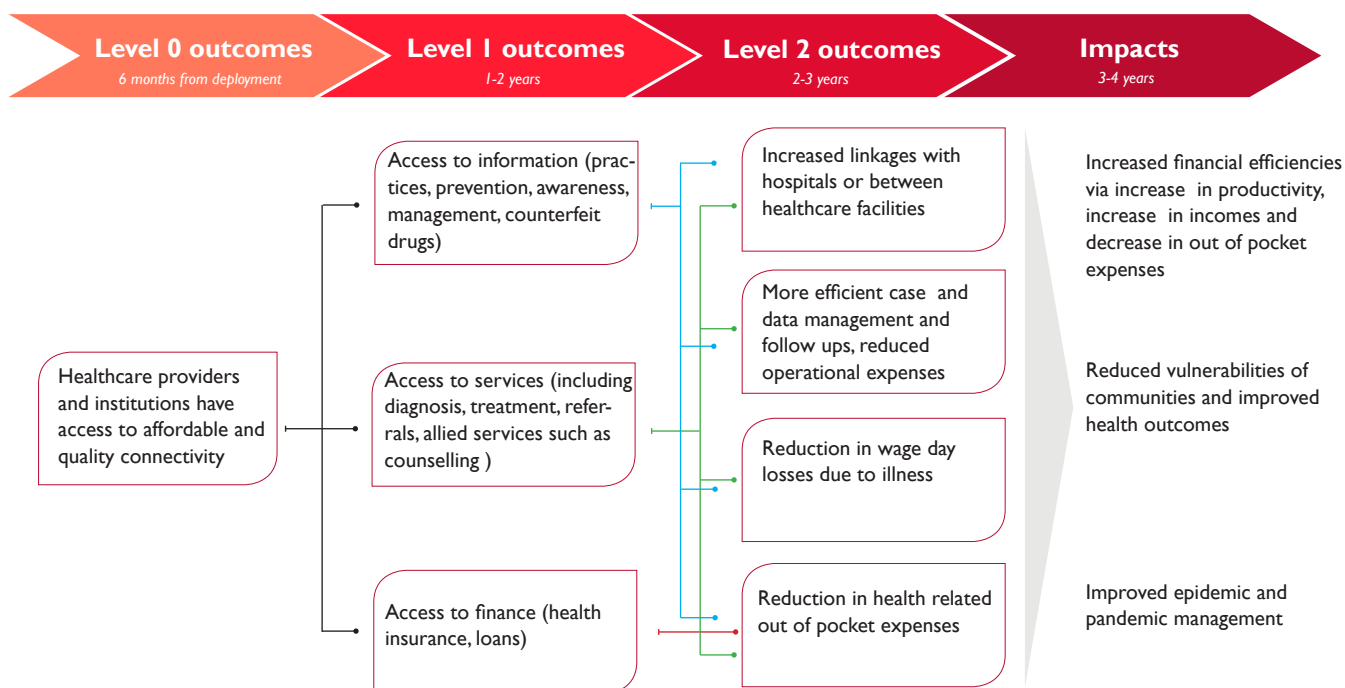 Level 0 outcomes
6 months from deployment
Level 1 outcomes
1-2 years
Level 2 outcomes
2-3 years
Impacts
3-4 years
Healthcare providers
and institutions have
access to affordable and
quality connectivity
Access to information (prac-
tices, prevention, awareness,
management, counterfeit
drugs)
Access to services (including
diagnosis, treatment, refer-
rals, allied services such as
counselling )
Access to finance (health
insurance, loans)
Increased linkages with
hospitals or between
healthcare facilities
More efficient case  and
data management and
follow ups, reduced
operational expenses
Reduction in wage day
losses due to illness
Reduction in health related
out of pocket expenses
Increased financial efficiencies
via increase  in productivity,
increase  in incomes and
decrease in out of pocket
expenses
Reduced vulnerabilities of
communities and improved
health outcomes
Improved epidemic and
pandemic management